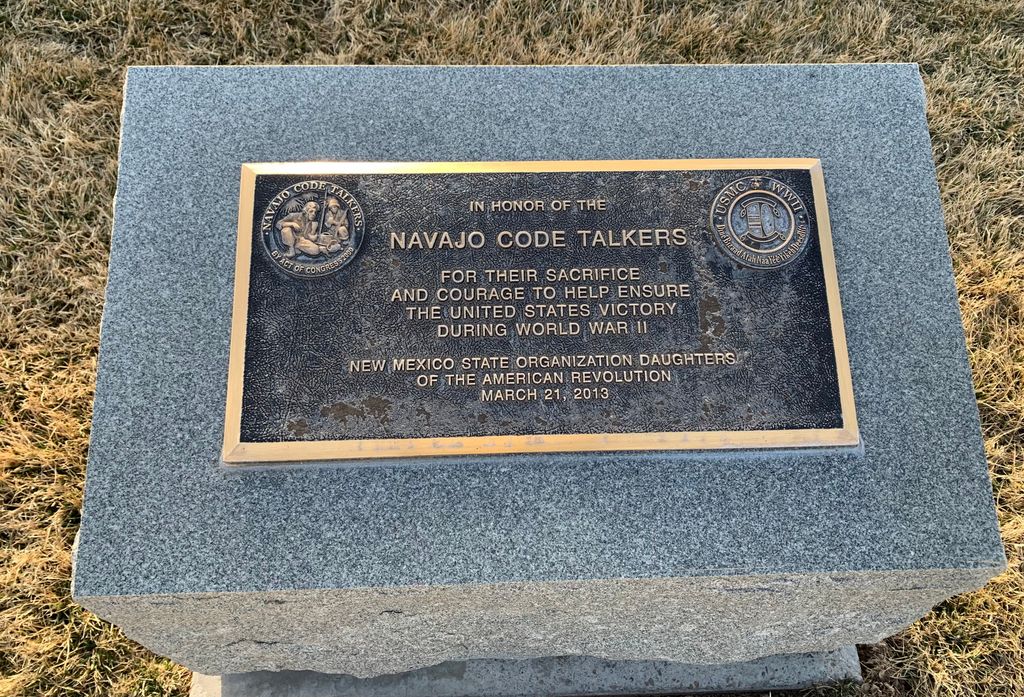 NAVAJO CODE TALKERS
BY ACT OF CONGRESS 2000
USMC WWII
IN HONOR OF THE
NAVAJO CODE TALKERS
FOR THEIR SACRIFICE
AND COURAGE TO HELP ENSURE
THE UNITED STATES VICTORY
DURING WORLD WAR II
NEW MEXICO STATE ORGANIZATION DAUGHTERS
OF THE AMERICAN REVOLUTION
MARCH 21, 2013